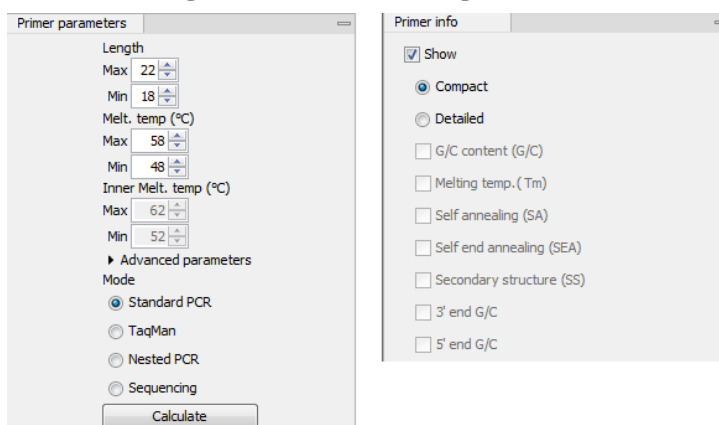 Primer parameters
Length
Max 22
Min 18
Melt. temp (°C)
Max 58
Min 48
Inner Melt. temp (°C)
Max 62
Min 52
Advanced parameters
Mode
Standard PCR
TaqMan
Nested PCR
Sequencing
Calculate
Primer info
Show
Compact
Detailed
G/C content (G/C)
Melting temp.( Tm)
Self annealing (SA)
Self end annealing (SEA)
Secondary structure (SS)
3' end G/C
5' end G/C